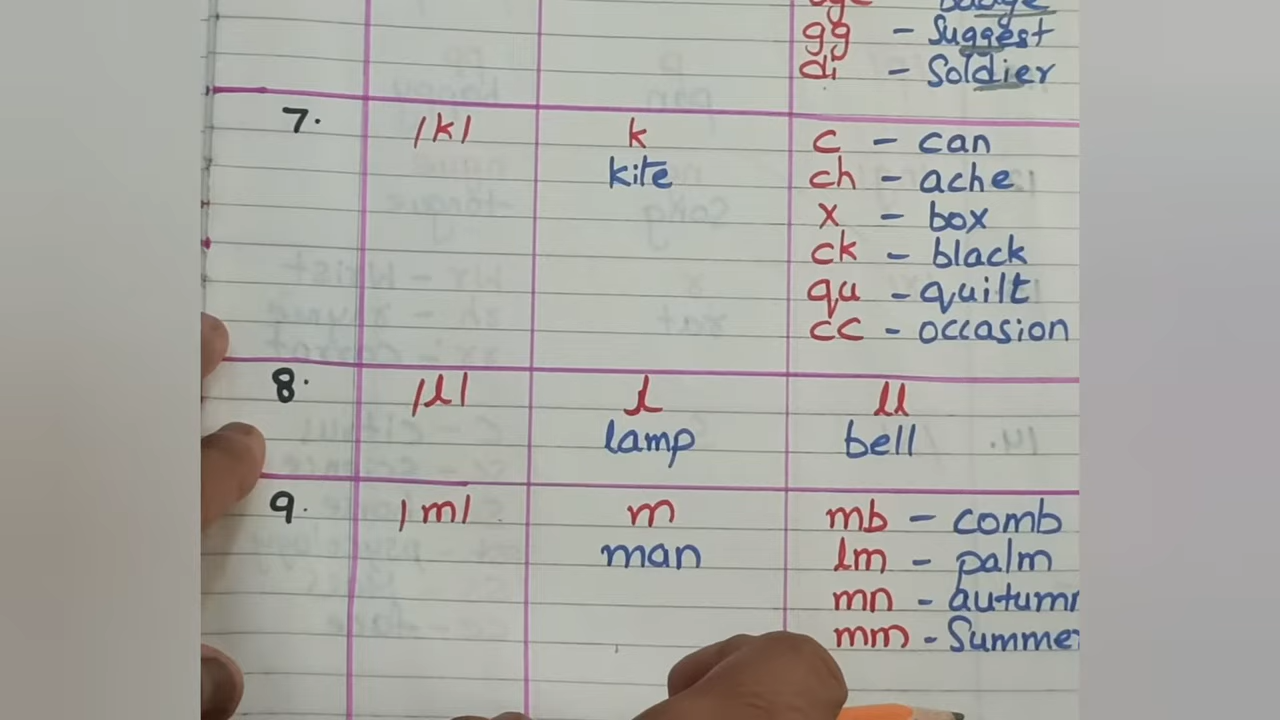 gg - Suggest
di - Soldier
7. /k/ k c - can
kite ch - ache
x - box
ck - black
qu - quilt
cc - occasion
8. /l/ l ll
lamp bell
9. /m/ m mb - comb
man lm - palm
mn - autumn
mm - Summe